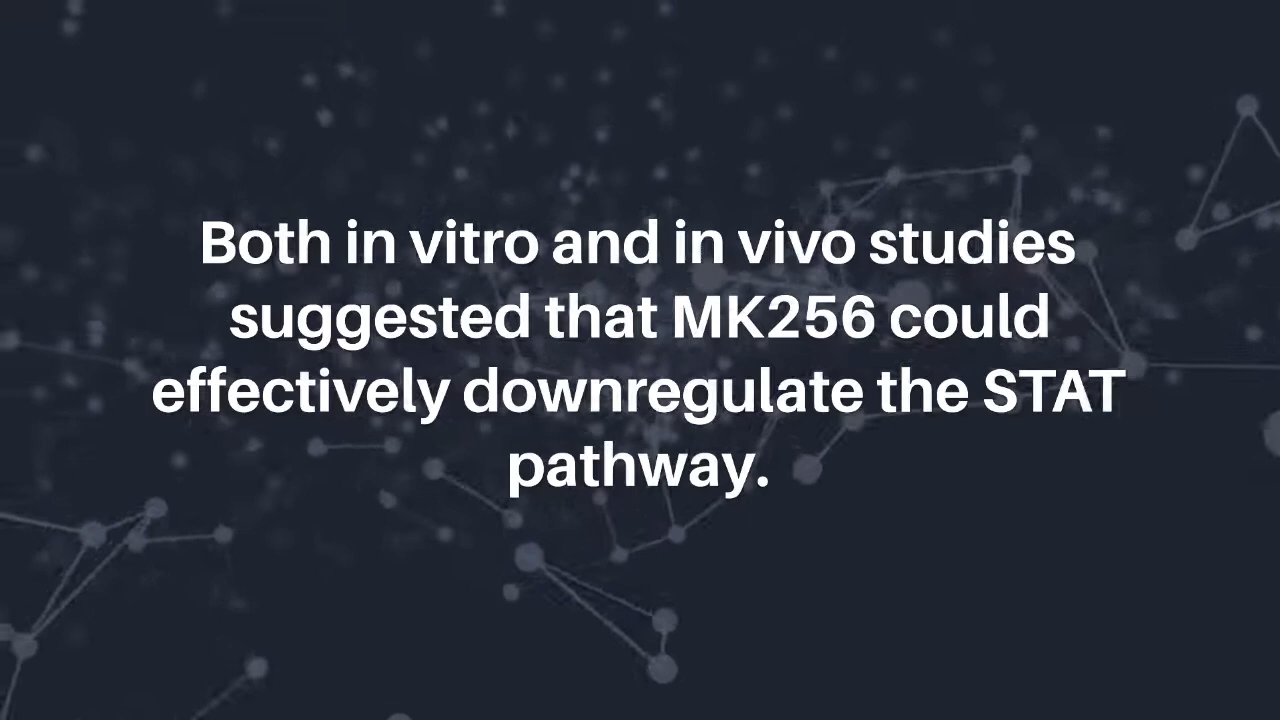 Both in vitro and in vivo studies
suggested that MK256 could
effectively downregulate the STAT
pathway.